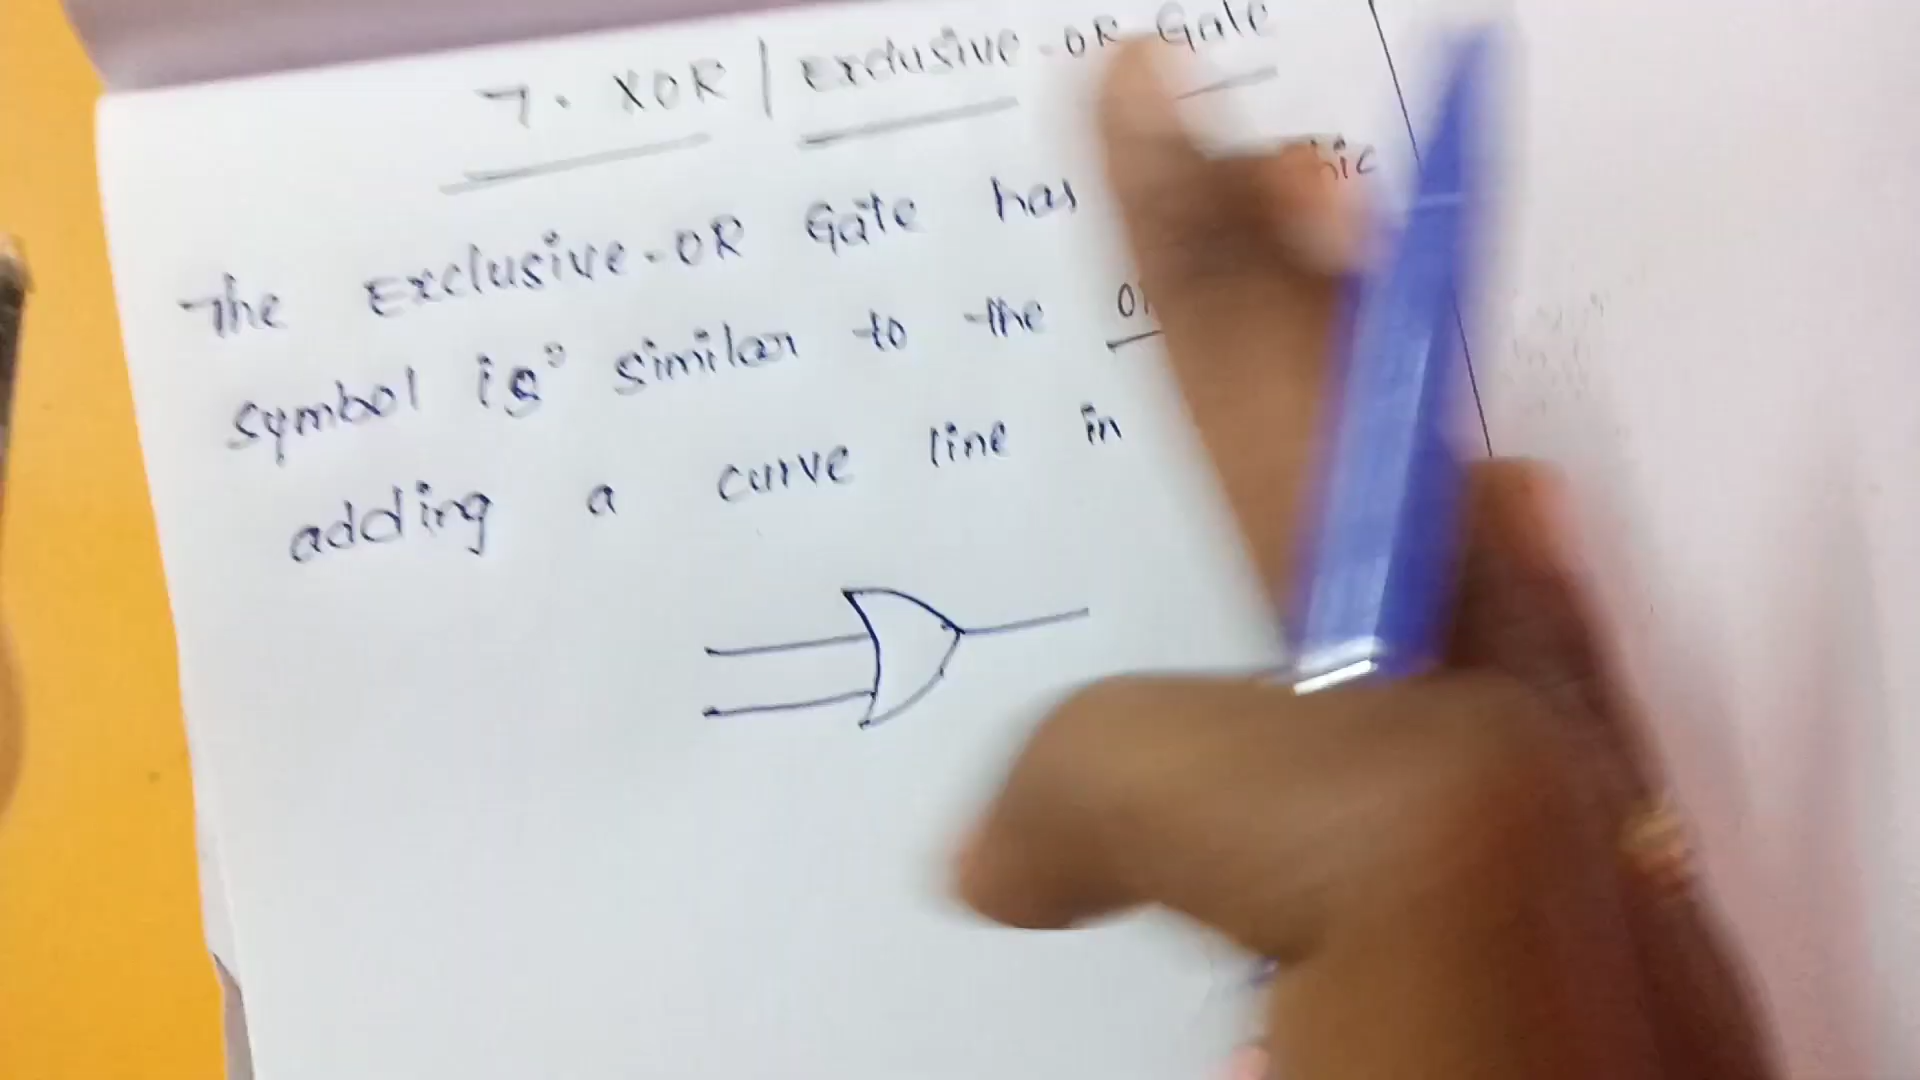 7. XOR | Exclusive-OR Gate
The Exclusive-OR Gate has
symbol is similar to the
adding a curve line in